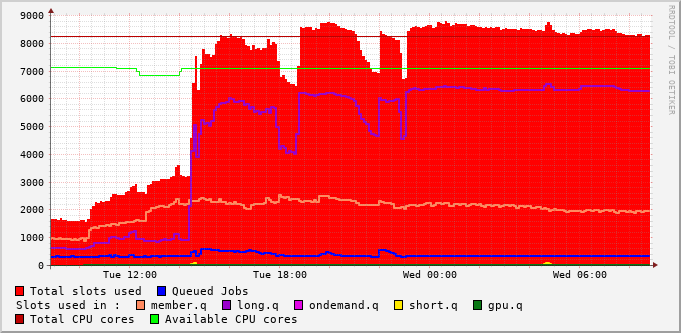 9000
8000
7000
6000
5000
4000
3000
2000
1000
0
Tue 12:00 Tue 18:00 Wed 00:00 Wed 06:00
RRDTOOL / TOBI OETIKER
Total slots used Queued Jobs
Slots used in : member.q long.q ondemand.q short.q gpu.q
Total CPU cores Available CPU cores